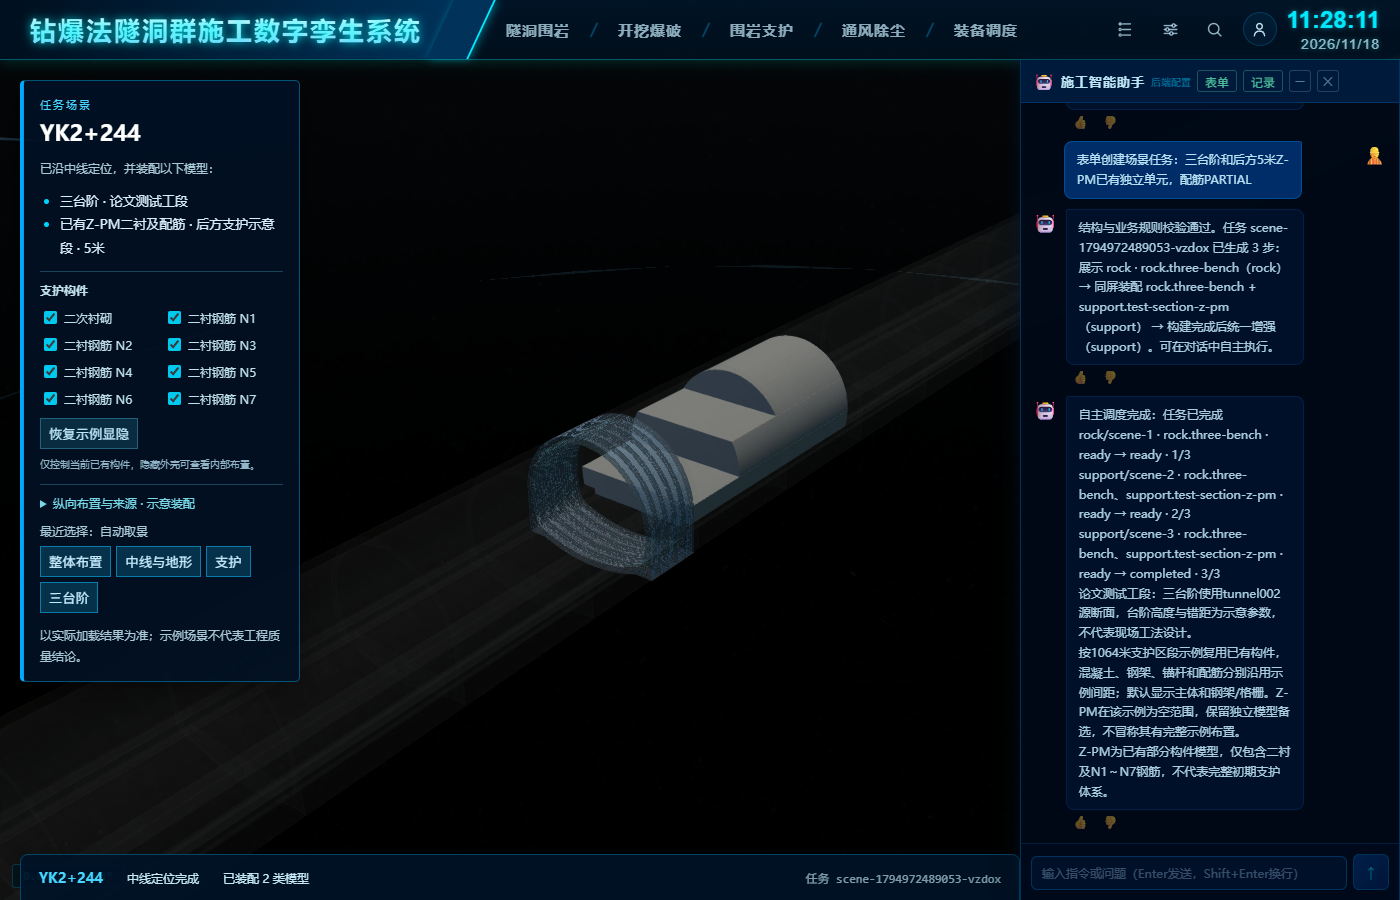 钻爆法隧洞群施工数字孪生系统
隧洞围岩 / 开挖爆破 / 围岩支护 / 通风除尘 / 装备调度
11:28:11
2026/11/18
任务场景
YK2+244
已沿中线定位，并装配以下模型：
三台阶 · 论文测试工段
已有Z-PM二衬及配筋 · 后方支护示意
段 · 5米
支护构件
二次衬砌 二衬钢筋 N1
二衬钢筋 N2 二衬钢筋 N3
二衬钢筋 N4 二衬钢筋 N5
二衬钢筋 N6 二衬钢筋 N7
恢复示例显隐
仅控制当前已有构件，隐藏外壳可查看内部布置。
纵向布置与来源 · 示意装配
最近选择：自动取景
整体布置 中线与地形 支护
三台阶
以实际加载结果为准；示例场景不代表工程质
量结论。
YK2+244 中线定位完成 已装配 2 类模型 任务 scene-1794972489053-vzdox
施工智能助手 后端配置 表单 记录
表单创建场景任务：三台阶和后方5米Z-
PM已有独立单元，配筋PARTIAL
结构与业务规则校验通过。任务 scene-
1794972489053-vzdox 已生成 3 步：
展示 rock · rock.three-bench（rock）
→ 同屏装配 rock.three-bench +
support.test-section-z-pm
（support） → 构建完成后统一增强
（support）。可在对话中自主执行。
自主调度完成：任务已完成
rock/scene-1 · rock.three-bench ·
ready → ready · 1/3
support/scene-2 · rock.three-
bench、support.test-section-z-pm ·
ready → ready · 2/3
support/scene-3 · rock.three-
bench、support.test-section-z-pm ·
ready → completed · 3/3
论文测试工段：三台阶使用tunnel002
源断面，台阶高度与错距为示意参数，
不代表现场工法设计。
按1064米支护区段示例复用已有构件，
混凝土、钢架、锚杆和配筋分别沿用示
例间距；默认显示主体和钢架/格栅。Z-
PM在该示例为空范围，保留独立模型备
选，不冒称其有完整示例布置。
Z-PM为已有部分构件模型，仅包含二衬
及N1～N7钢筋，不代表完整初期支护
体系。
输入指令或问题（Enter发送，Shift+Enter换行）